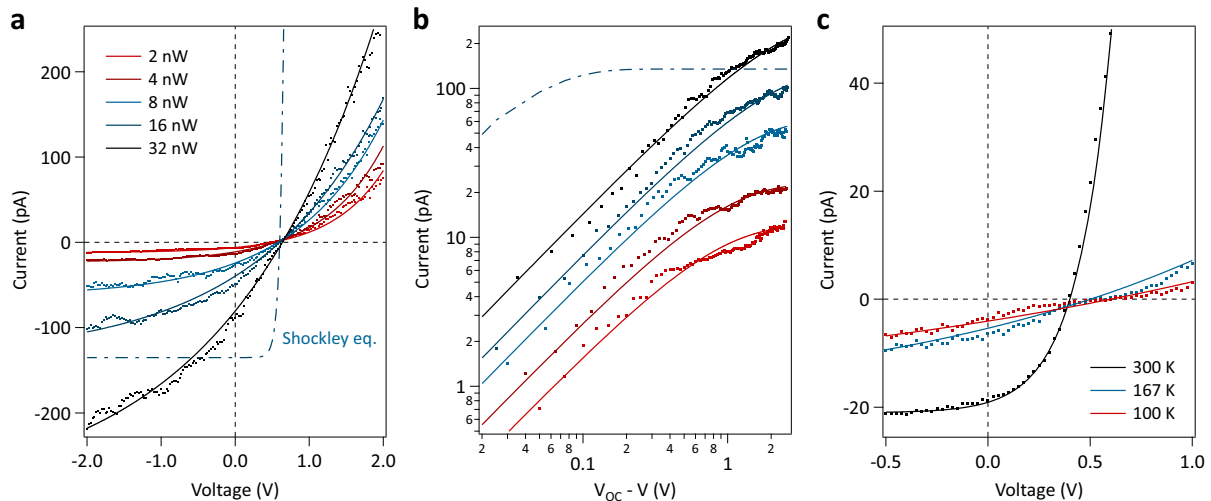 a
Current (pA)
200
100
0
-100
-200
2 nW
4 nW
8 nW
16 nW
32 nW
Shockley eq.
-2.0
-1.0
0.0
1.0
2.0
Voltage (V)
b
Current (pA)
2
100
8
6
4
2
10
8
6
4
2
1
8
6
2
4
6
8
0.1
2
4
6
8
1
2
V_OC - V (V)
c
Current (pA)
40
20
0
-20
300 K
167 K
100 K
-0.5
0.0
0.5
1.0
Voltage (V)